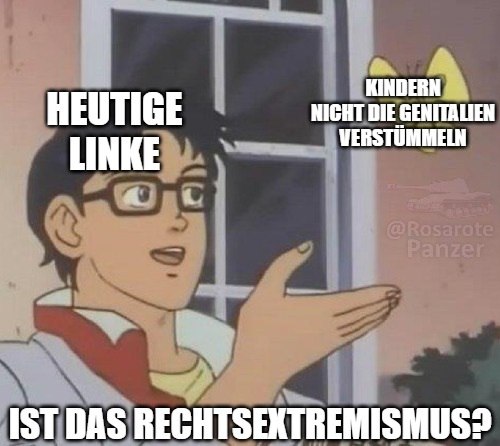 HEUTIGE
LINKE
KINDERN
NICHT DIE GENITALIEN
VERSTÜMMELN
@Rosarote
Panzer
IST DAS RECHTSEXTREMISMUS?